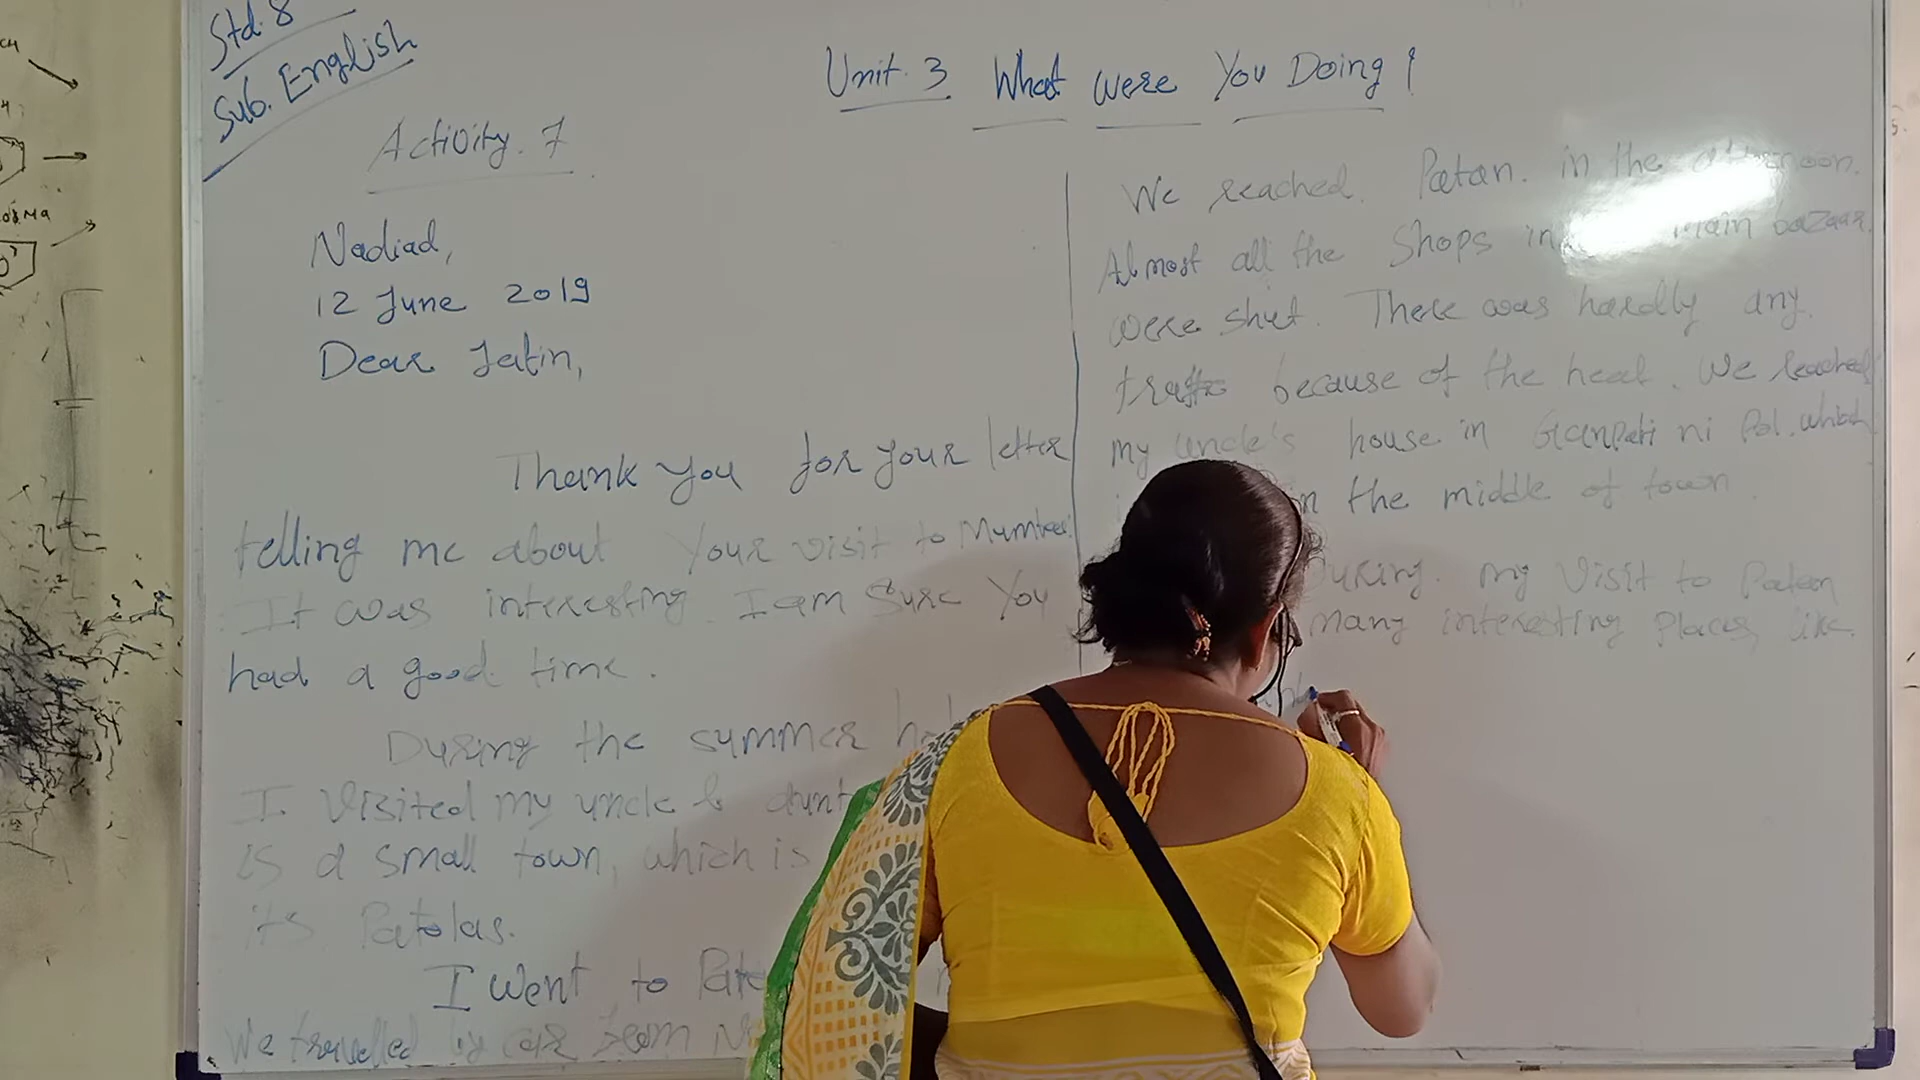 Std. 8
Sub. English
Unit. 3 What were You Doing ?
Activity. 7
Nadiad,
12 June 2019
Dear Jatin,
Thank you for your letter
telling me about your visit to Mumbai.
It was interesting. I am sure You
had a good time.
During the summer
I visited my uncle & aunt
is a small town, which is
its Patolas.
I went to
We travelled by car from
We reached. Patan. in the afternoon.
Almost all the shops in main bazaar.
were shut. There was hardly any.
traffic because of the heat. We reached
my uncle's house in Ganpati ni Pol. which
in the middle of town.
During. my visit to Patan
many interesting places, like.